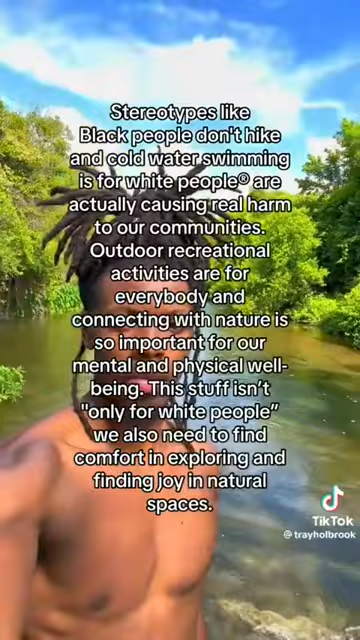 Stereotypes like
Black people don't hike
and cold water swimming
is for white people® are
actually causing real harm
to our communities.
Outdoor recreational
activities are for
everybody and
connecting with nature is
so important for our
mental and physical well-
being. This stuff isn’t
"only for white people”
we also need to find
comfort in exploring and
finding joy in natural
spaces.
TikTok
@trayholbrook